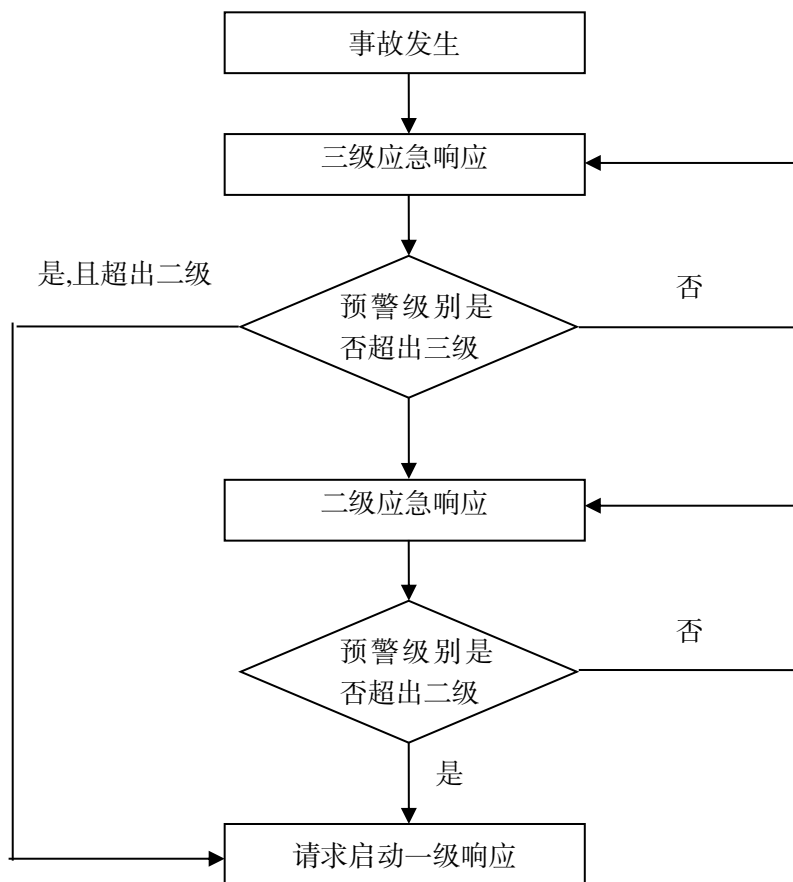 事故发生
三级应急响应
是,且超出二级
预警级别是
否超出三级
否
二级应急响应
预警级别是
否超出二级
否
是
请求启动一级响应